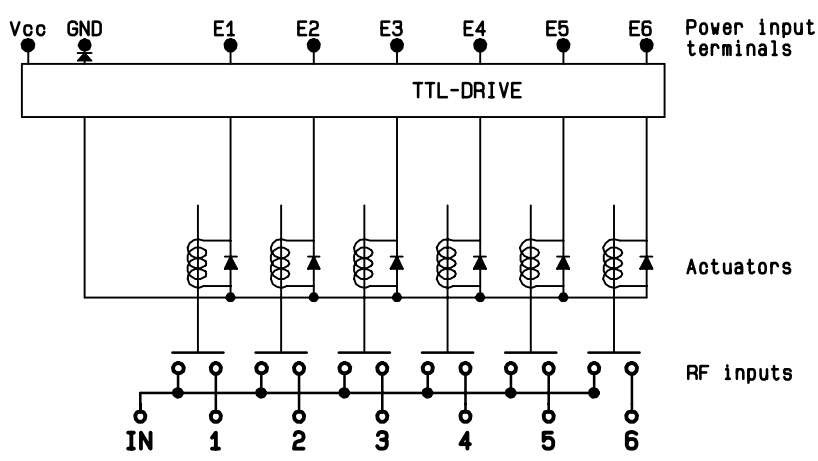 Vcc GND E1 E2 E3 E4 E5 E6 Power input
terminals
TTL-DRIVE
Actuators
RF inputs
IN 1 2 3 4 5 6